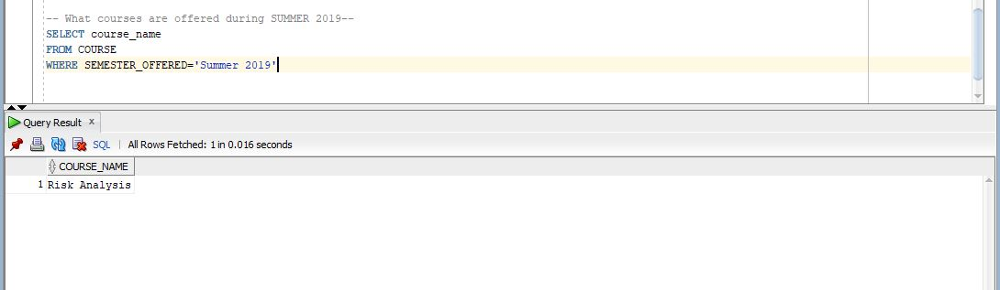 -- What courses are offered during SUMMER 2019--
SELECT course_name
FROM COURSE
WHERE SEMESTER_OFFERED='Summer 2019'
Query Result x
SQL | All Rows Fetched: 1 in 0.016 seconds
COURSE_NAME
1 Risk Analysis